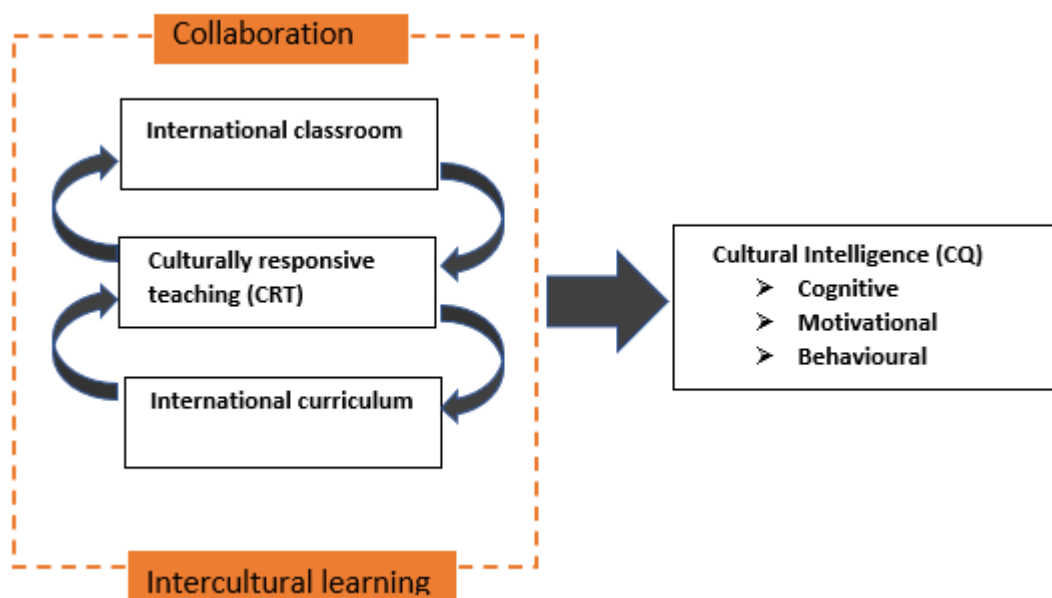 Collaboration
International classroom
Culturally responsive
teaching (CRT)
International curriculum
Intercultural learning
Cultural Intelligence (CQ)
➢ Cognitive
➢ Motivational
➢ Behavioural